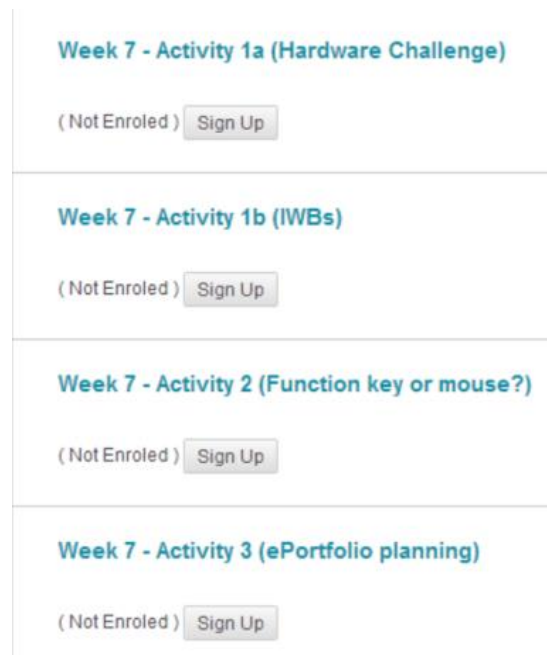 Week 7 - Activity 1a (Hardware Challenge)
( Not Enroled ) Sign Up
Week 7 - Activity 1b (IWBs)
( Not Enroled ) Sign Up
Week 7 - Activity 2 (Function key or mouse?)
( Not Enroled ) Sign Up
Week 7 - Activity 3 (ePortfolio planning)
( Not Enroled ) Sign Up